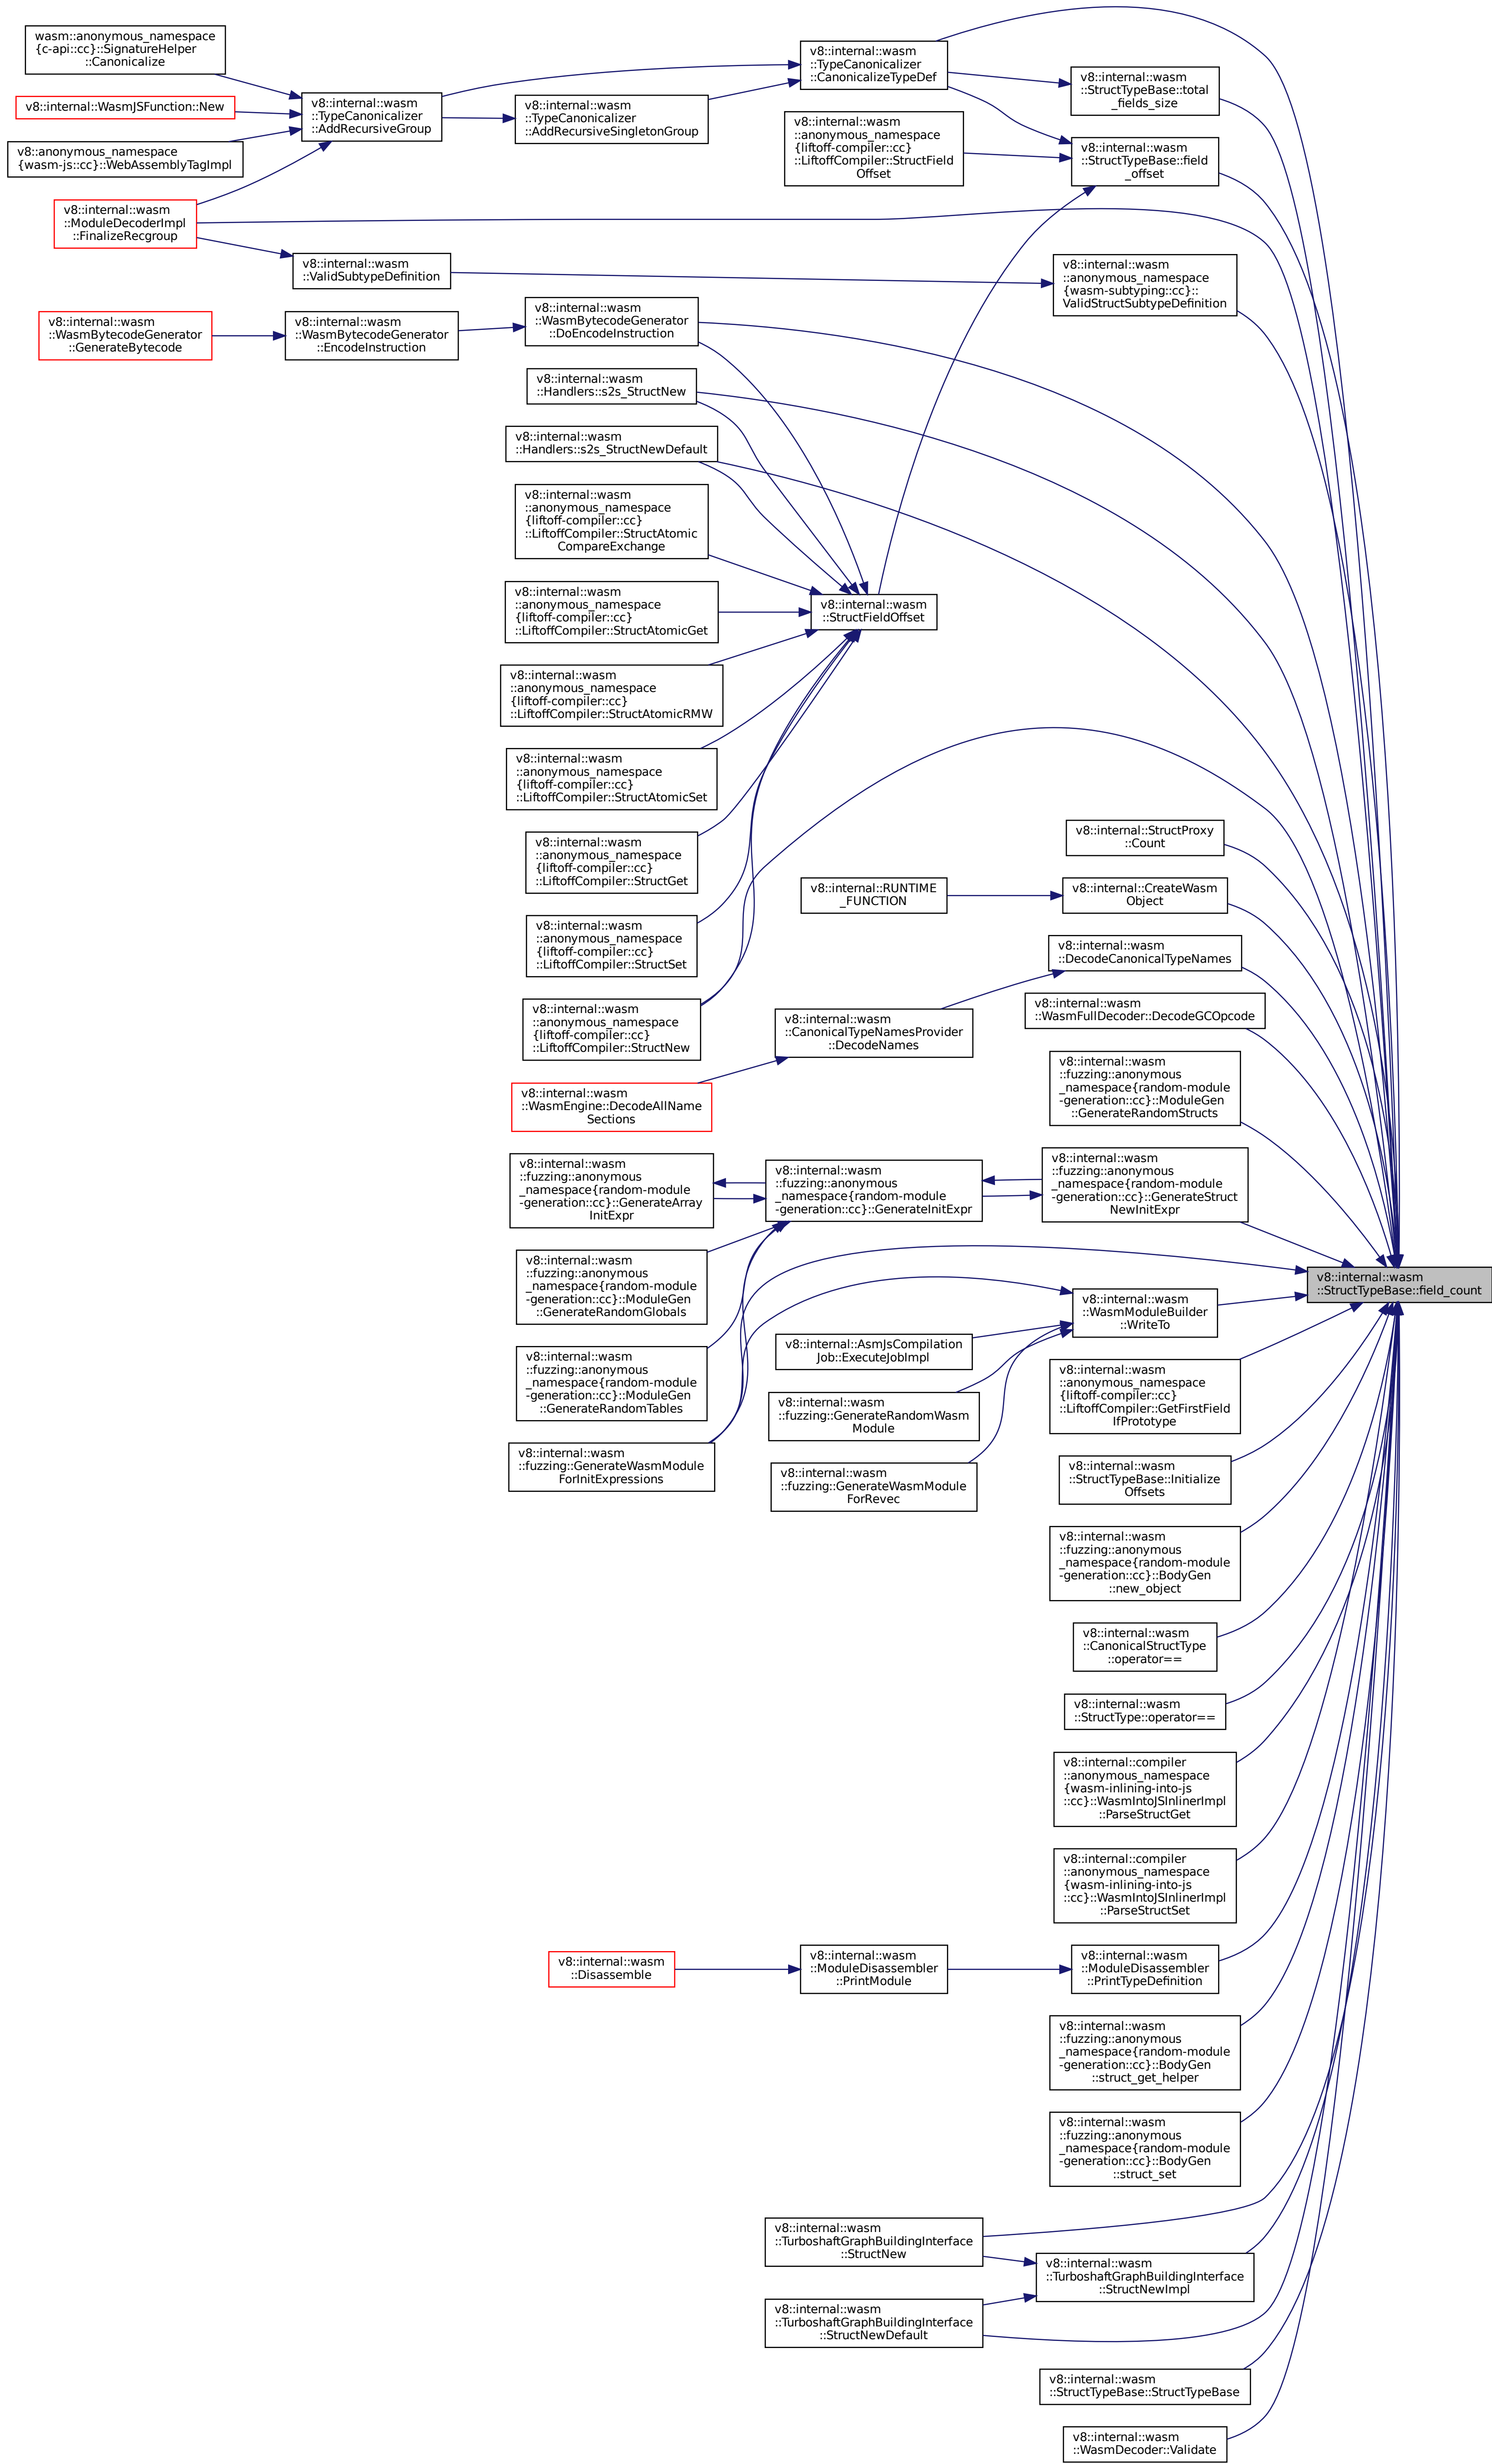 wasm::anonymous_namespace
{c-api::cc}::SignatureHelper
::Canonicalize
v8::internal::WasmJSFunction::New
v8::anonymous_namespace
{wasm-js::cc}::WebAssemblyTagImpl
v8::internal::wasm
::ModuleDecoderImpl
::FinalizeRecgroup
v8::internal::wasm
::WasmBytecodeGenerator
::GenerateBytecode
v8::internal::wasm
::TypeCanonicalizer
::AddRecursiveGroup
v8::internal::wasm
::ValidSubtypeDefinition
v8::internal::wasm
::WasmBytecodeGenerator
::EncodeInstruction
v8::internal::wasm
::TypeCanonicalizer
::AddRecursiveSingletonGroup
v8::internal::wasm
::WasmBytecodeGenerator
::DoEncodeInstruction
v8::internal::wasm
::Handlers::s2s_StructNew
v8::internal::wasm
::Handlers::s2s_StructNewDefault
v8::internal::wasm
::anonymous_namespace
{liftoff-compiler::cc}
::LiftoffCompiler::StructAtomic
CompareExchange
v8::internal::wasm
::anonymous_namespace
{liftoff-compiler::cc}
::LiftoffCompiler::StructAtomicGet
v8::internal::wasm
::anonymous_namespace
{liftoff-compiler::cc}
::LiftoffCompiler::StructAtomicRMW
v8::internal::wasm
::anonymous_namespace
{liftoff-compiler::cc}
::LiftoffCompiler::StructAtomicSet
v8::internal::wasm
::anonymous_namespace
{liftoff-compiler::cc}
::LiftoffCompiler::StructGet
v8::internal::wasm
::anonymous_namespace
{liftoff-compiler::cc}
::LiftoffCompiler::StructSet
v8::internal::wasm
::anonymous_namespace
{liftoff-compiler::cc}
::LiftoffCompiler::StructNew
v8::internal::wasm
::WasmEngine::DecodeAllName
Sections
v8::internal::wasm
::fuzzing::anonymous
_namespace{random-module
-generation::cc}::GenerateArray
InitExpr
v8::internal::wasm
::fuzzing::anonymous
_namespace{random-module
-generation::cc}::ModuleGen
::GenerateRandomGlobals
v8::internal::wasm
::fuzzing::anonymous
_namespace{random-module
-generation::cc}::ModuleGen
::GenerateRandomTables
v8::internal::wasm
::fuzzing::GenerateWasmModule
ForInitExpressions
v8::internal::wasm
::Disassemble
v8::internal::wasm
::TypeCanonicalizer
::CanonicalizeTypeDef
v8::internal::wasm
::anonymous_namespace
{liftoff-compiler::cc}
::LiftoffCompiler::StructField
Offset
v8::internal::wasm
::StructFieldOffset
v8::internal::RUNTIME
_FUNCTION
v8::internal::wasm
::CanonicalTypeNamesProvider
::DecodeNames
v8::internal::wasm
::fuzzing::anonymous
_namespace{random-module
-generation::cc}::GenerateInitExpr
v8::internal::AsmJsCompilation
Job::ExecuteJobImpl
v8::internal::wasm
::fuzzing::GenerateRandomWasm
Module
v8::internal::wasm
::fuzzing::GenerateWasmModule
ForRevec
v8::internal::wasm
::ModuleDisassembler
::PrintModule
v8::internal::wasm
::TurboshaftGraphBuildingInterface
::StructNew
v8::internal::wasm
::TurboshaftGraphBuildingInterface
::StructNewDefault
v8::internal::wasm
::StructTypeBase::total
_fields_size
v8::internal::wasm
::StructTypeBase::field
_offset
v8::internal::wasm
::anonymous_namespace
{wasm-subtyping::cc}::
ValidStructSubtypeDefinition
v8::internal::StructProxy
::Count
v8::internal::CreateWasm
Object
v8::internal::wasm
::DecodeCanonicalTypeNames
v8::internal::wasm
::WasmFullDecoder::DecodeGCOpcode
v8::internal::wasm
::fuzzing::anonymous
_namespace{random-module
-generation::cc}::ModuleGen
::GenerateRandomStructs
v8::internal::wasm
::fuzzing::anonymous
_namespace{random-module
-generation::cc}::GenerateStruct
NewInitExpr
v8::internal::wasm
::WasmModuleBuilder
::WriteTo
v8::internal::wasm
::anonymous_namespace
{liftoff-compiler::cc}
::LiftoffCompiler::GetFirstField
IfPrototype
v8::internal::wasm
::StructTypeBase::Initialize
Offsets
v8::internal::wasm
::fuzzing::anonymous
_namespace{random-module
-generation::cc}::BodyGen
::new_object
v8::internal::wasm
::CanonicalStructType
::operator==
v8::internal::wasm
::StructType::operator==
v8::internal::compiler
::anonymous_namespace
{wasm-inlining-into-js
::cc}::WasmIntoJSInlinerImpl
::ParseStructGet
v8::internal::compiler
::anonymous_namespace
{wasm-inlining-into-js
::cc}::WasmIntoJSInlinerImpl
::ParseStructSet
v8::internal::wasm
::ModuleDisassembler
::PrintTypeDefinition
v8::internal::wasm
::fuzzing::anonymous
_namespace{random-module
-generation::cc}::BodyGen
::struct_get_helper
v8::internal::wasm
::fuzzing::anonymous
_namespace{random-module
-generation::cc}::BodyGen
::struct_set
v8::internal::wasm
::TurboshaftGraphBuildingInterface
::StructNewImpl
v8::internal::wasm
::StructTypeBase::StructTypeBase
v8::internal::wasm
::WasmDecoder::Validate
v8::internal::wasm
::StructTypeBase::field_count